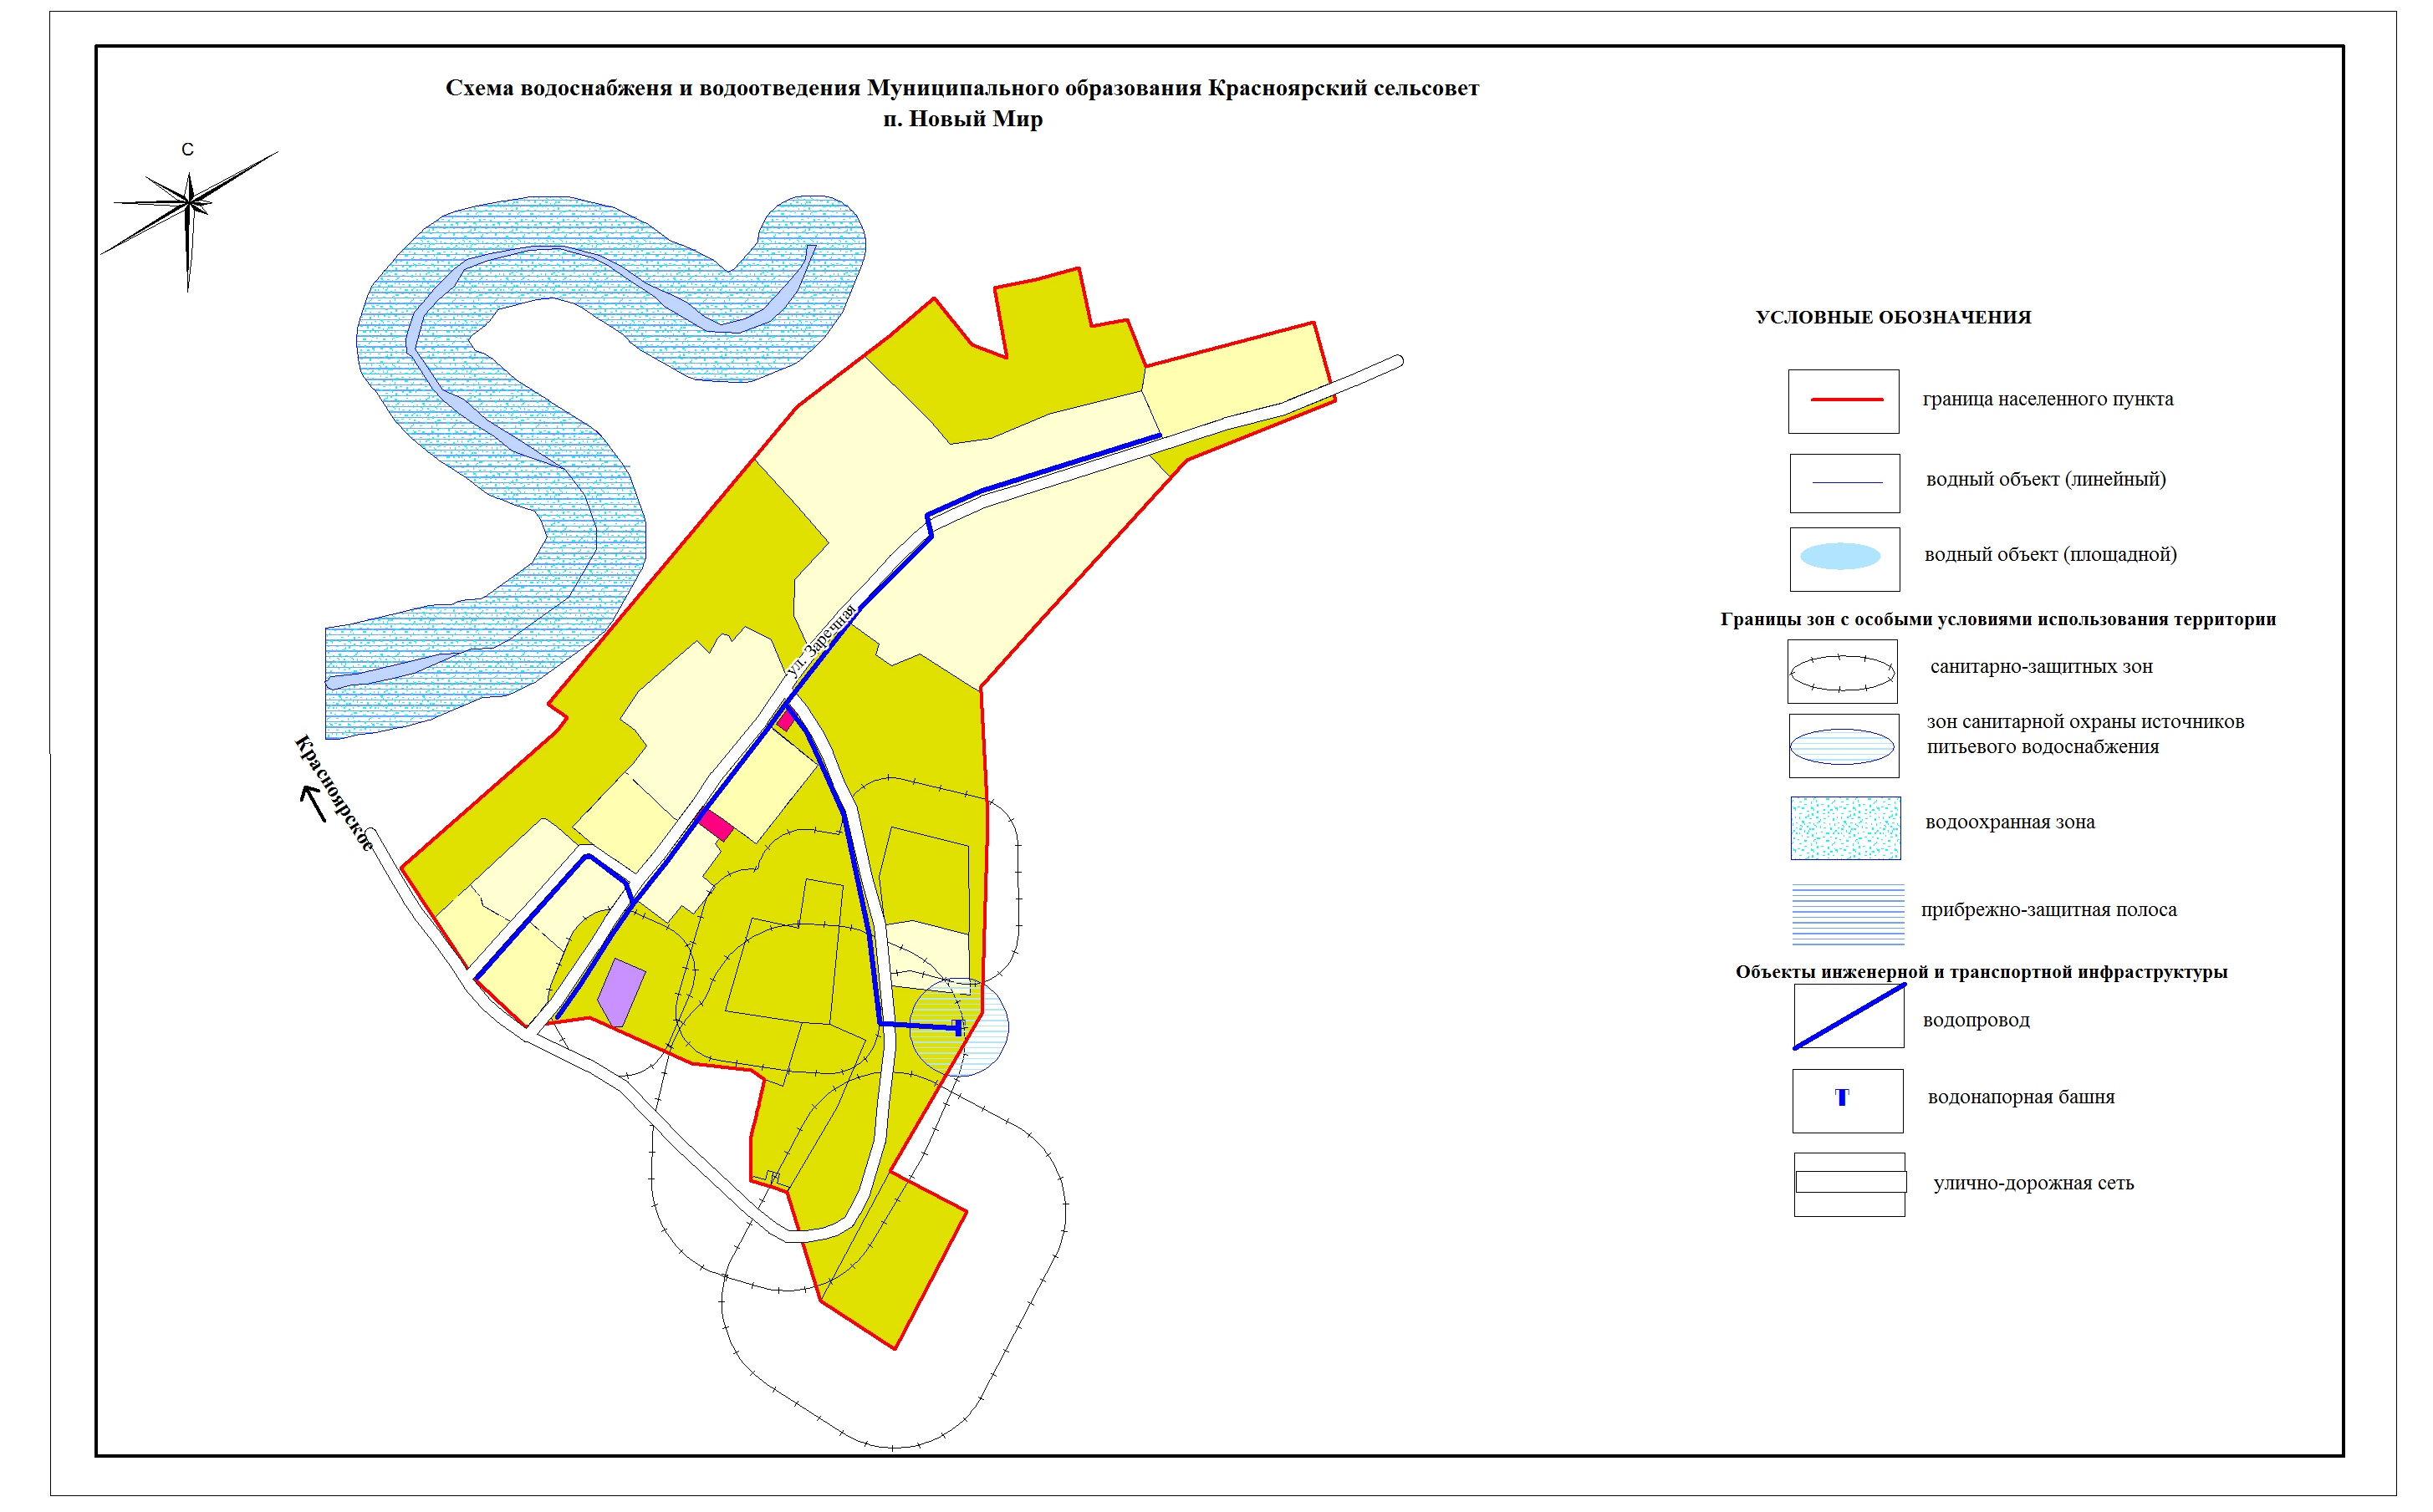 Схема водоснабженя и водоотведения Муниципального образования Красноярский сельсовет
п. Новый Мир
С
УСЛОВНЫЕ ОБОЗНАЧЕНИЯ
граница населенного пункта
водный объект (линейный)
водный объект (площадной)
Границы зон с особыми условиями использования территории
санитарно-защитных зон
зон санитарной охраны источников
питьевого водоснабжения
водоохранная зона
прибрежно-защитная полоса
Объекты инженерной и транспортной инфраструктуры
водопровод
водонапорная башня
улично-дорожная сеть
ул. Заречная
Красноярское